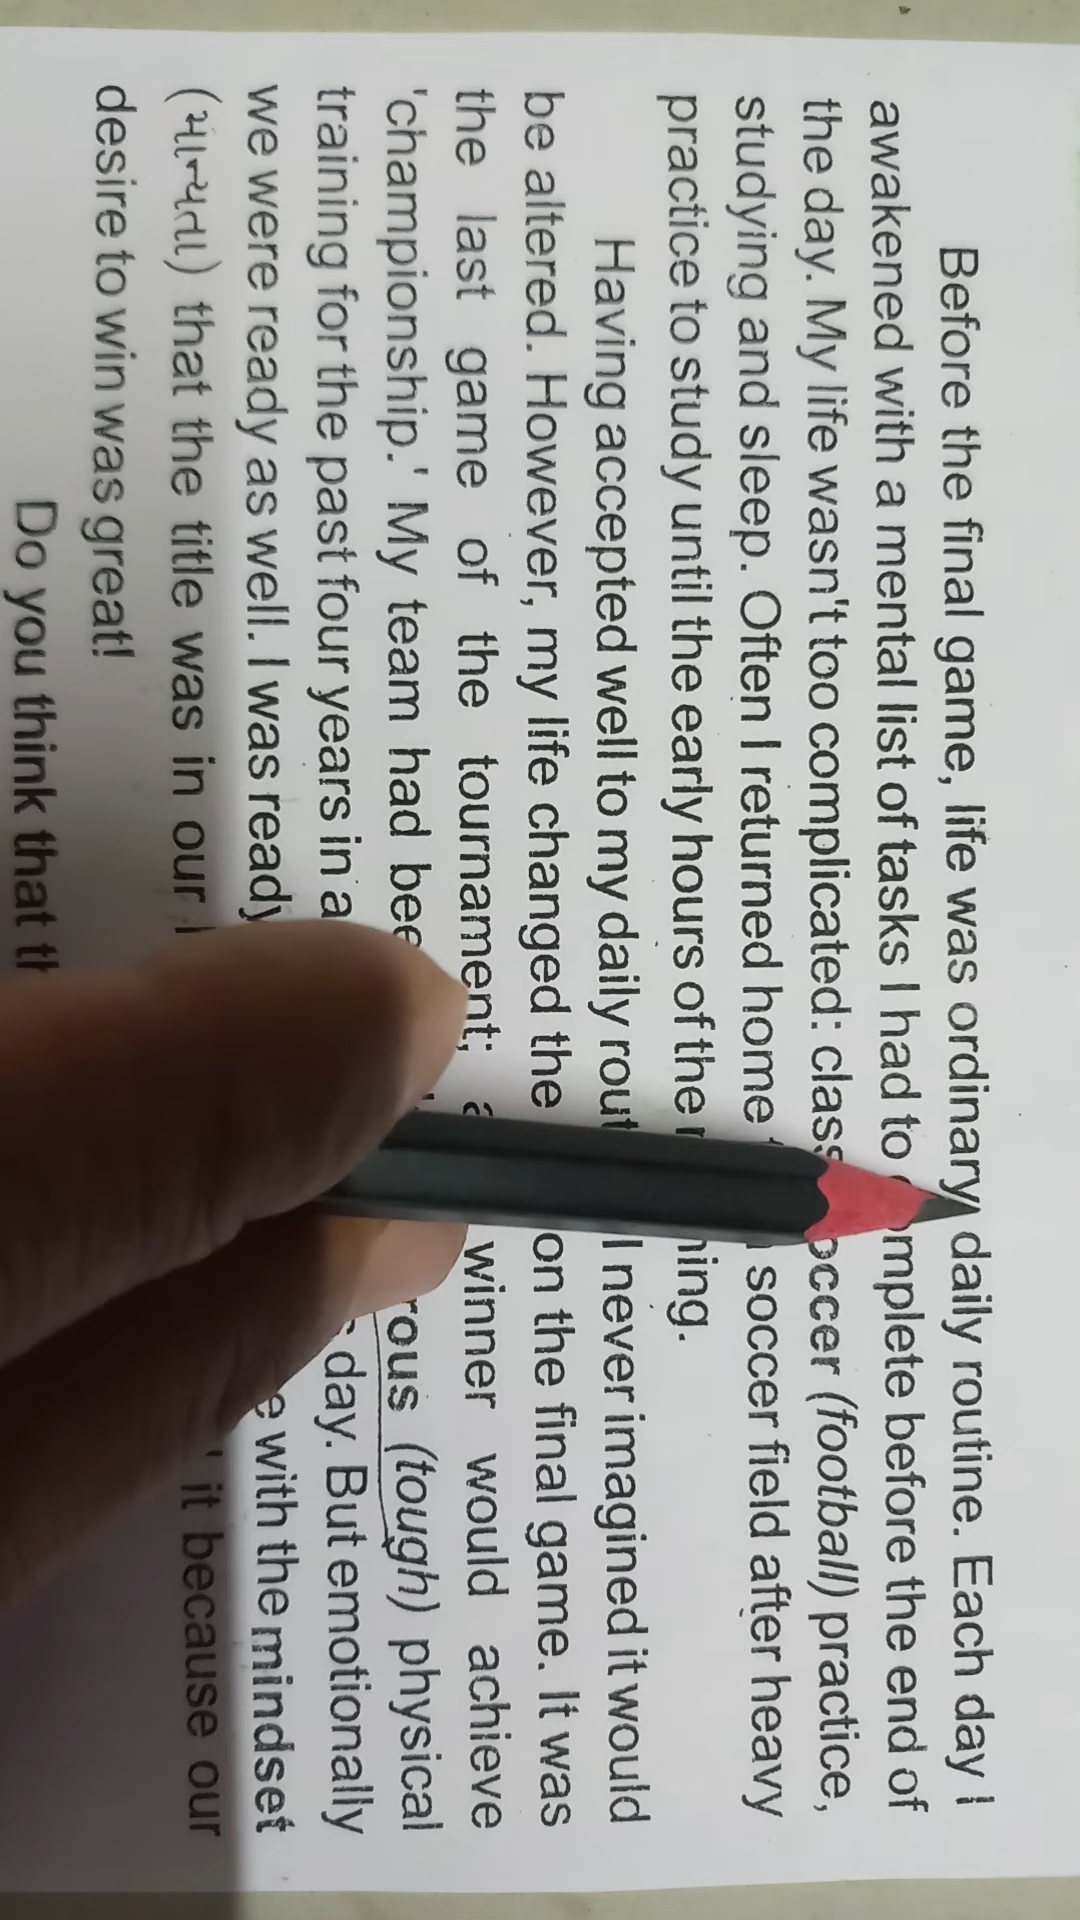 Before the final game, life was ordinary, daily routine. Each day I
awakened with a mental list of tasks I had to complete before the end of
the day. My life wasn't too complicated: class, soccer (football) practice,
studying and sleep. Often I returned home soccer field after heavy
practice to study until the early hours of the
Having accepted well to my daily I never imagined it would
be altered. However, my life changed the on the final game. It was
the last game of the tournament; winner would achieve
'championship.' My team had (tough) physical
training for the past four years in a day. But emotionally
we were ready as well. I was ready with the mindset
(માન્યતા) that the title was in our it because our
desire to win was great!
Do you think that